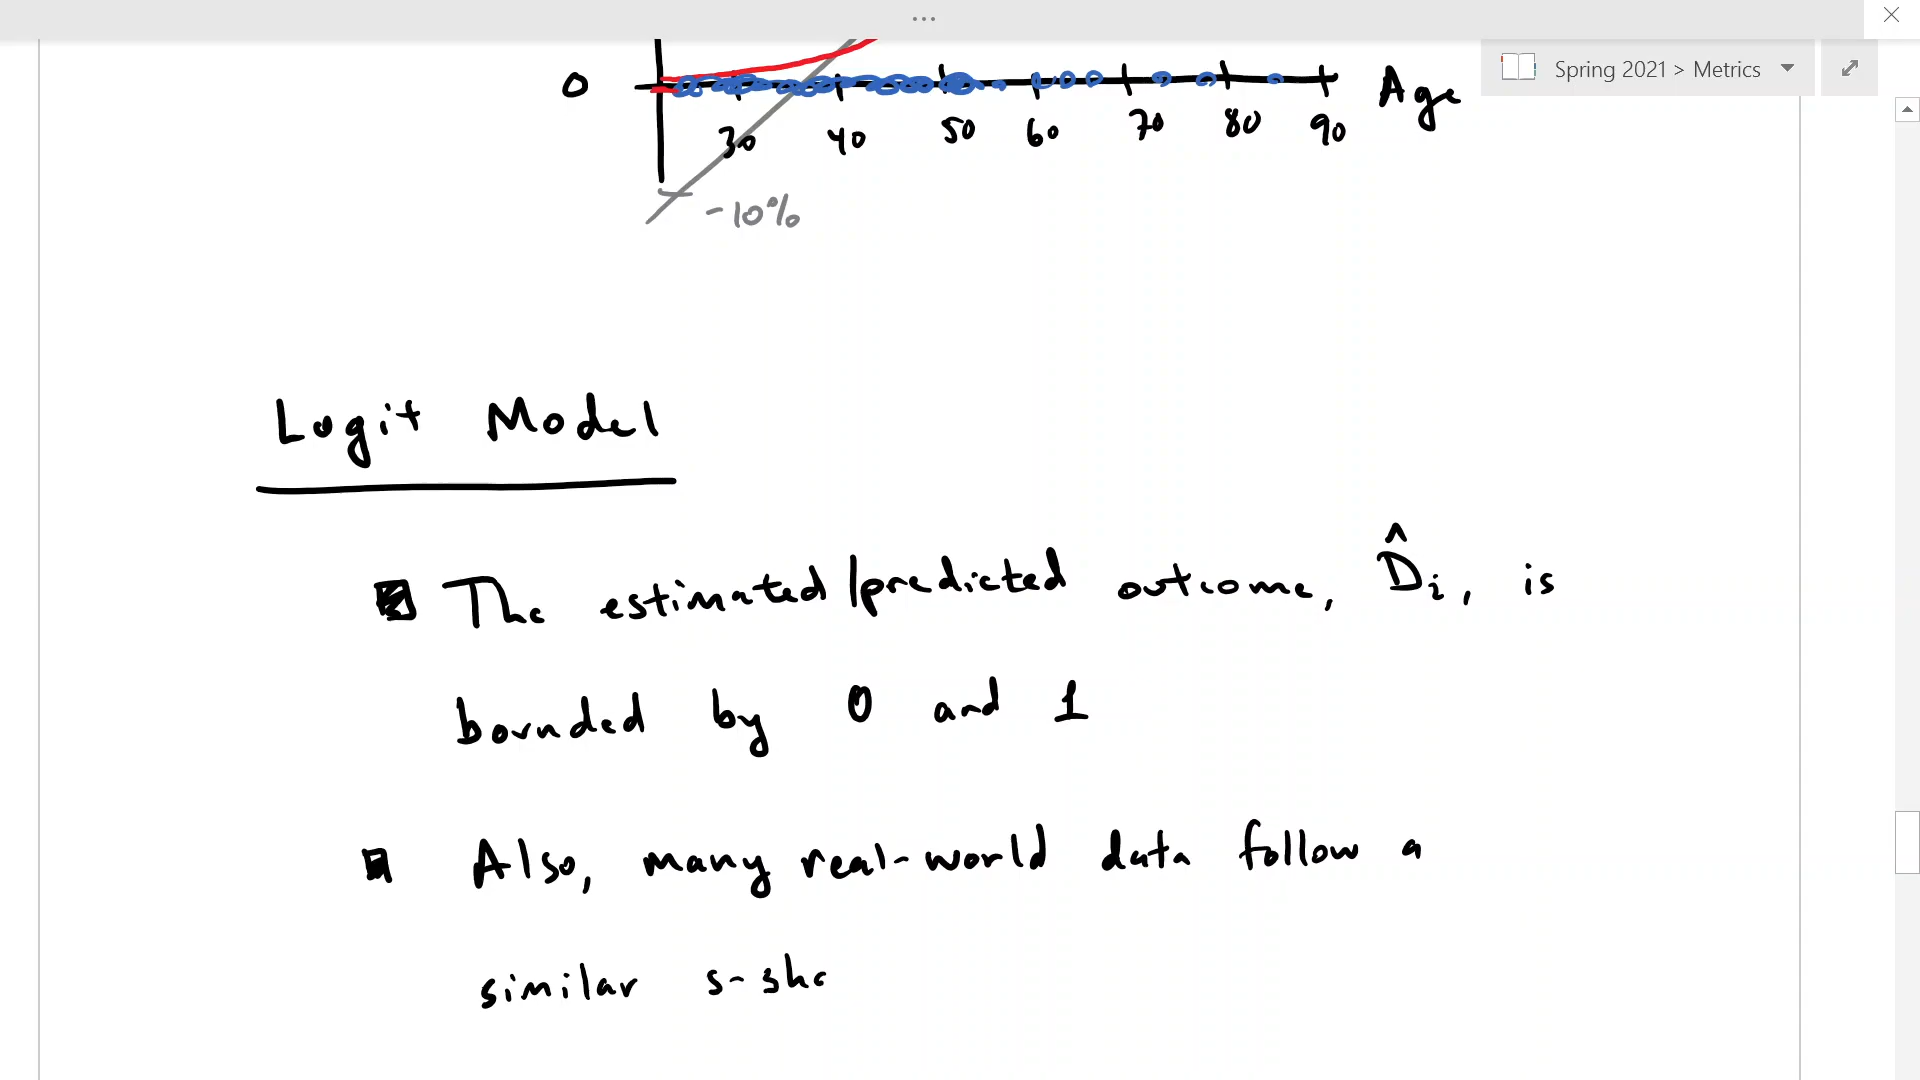 ...
Spring 2021 > Metrics
0
Age
30 40 50 60 70 80 90
-10%
Logit Model
The estimated/predicted outcome, D̂i, is
bounded by 0 and 1
Also, many real-world data follow a
similar s-sha